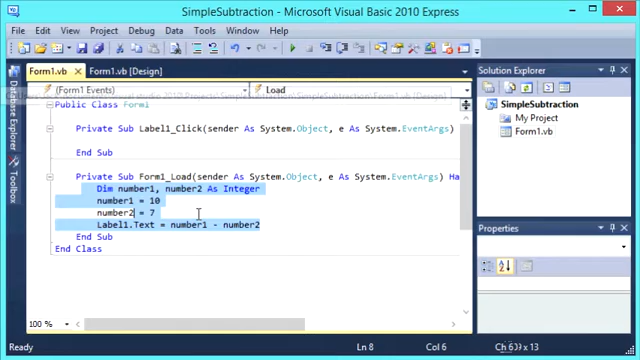 SimpleSubtraction - Microsoft Visual Basic 2010 Express
File Edit View Project Debug Data Tools Window Help
Form1.vb Form1.vb [Design]
Solution Explorer
(Form1 Events) Load
Database Explorer
Toolbox
SimpleSubtraction
My Project
Form1.vb
Public Class Form1
Private Sub Label1_Click(sender As System.Object, e As System.EventArgs)
End Sub
Private Sub Form1_Load(sender As System.Object, e As System.EventArgs) Ha
Dim number1, number2 As Integer
number1 = 10
number2 = 7
Label1.Text = number1 - number2
End Sub
End Class
Properties
100 %
Ln 8 Col 6